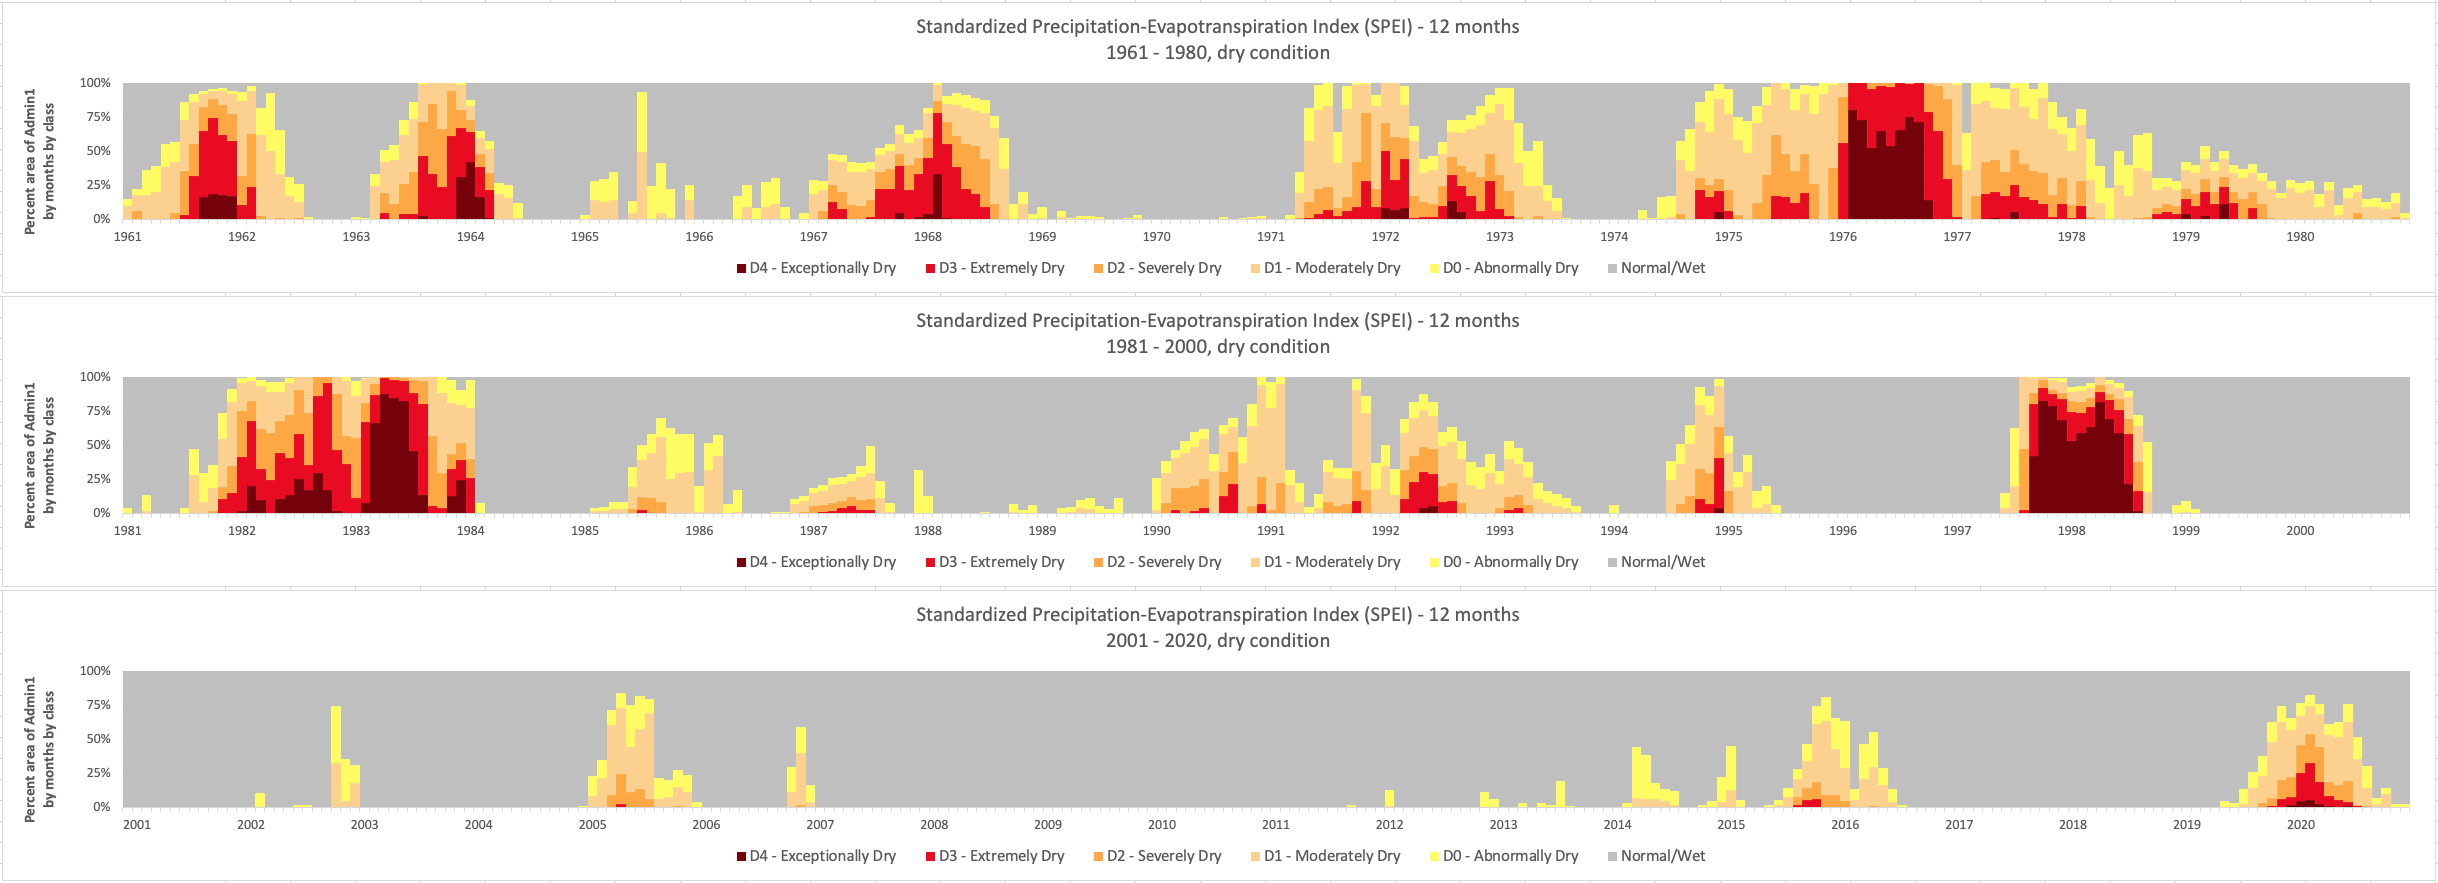 Standardized Precipitation-Evapotranspiration Index (SPEI) - 12 months
1961 - 1980, dry condition
Percent area of Admin1
by months by class
100%
75%
50%
25%
0%
1961 1962 1963 1964 1965 1966 1967 1968 1969 1970 1971 1972 1973 1974 1975 1976 1977 1978 1979 1980
D4 - Exceptionally Dry D3 - Extremely Dry D2 - Severely Dry D1 - Moderately Dry D0 - Abnormally Dry Normal/Wet
Standardized Precipitation-Evapotranspiration Index (SPEI) - 12 months
1981 - 2000, dry condition
Percent area of Admin1
by months by class
100%
75%
50%
25%
0%
1981 1982 1983 1984 1985 1986 1987 1988 1989 1990 1991 1992 1993 1994 1995 1996 1997 1998 1999 2000
D4 - Exceptionally Dry D3 - Extremely Dry D2 - Severely Dry D1 - Moderately Dry D0 - Abnormally Dry Normal/Wet
Standardized Precipitation-Evapotranspiration Index (SPEI) - 12 months
2001 - 2020, dry condition
Percent area of Admin1
by months by class
100%
75%
50%
25%
0%
2001 2002 2003 2004 2005 2006 2007 2008 2009 2010 2011 2012 2013 2014 2015 2016 2017 2018 2019 2020
D4 - Exceptionally Dry D3 - Extremely Dry D2 - Severely Dry D1 - Moderately Dry D0 - Abnormally Dry Normal/Wet